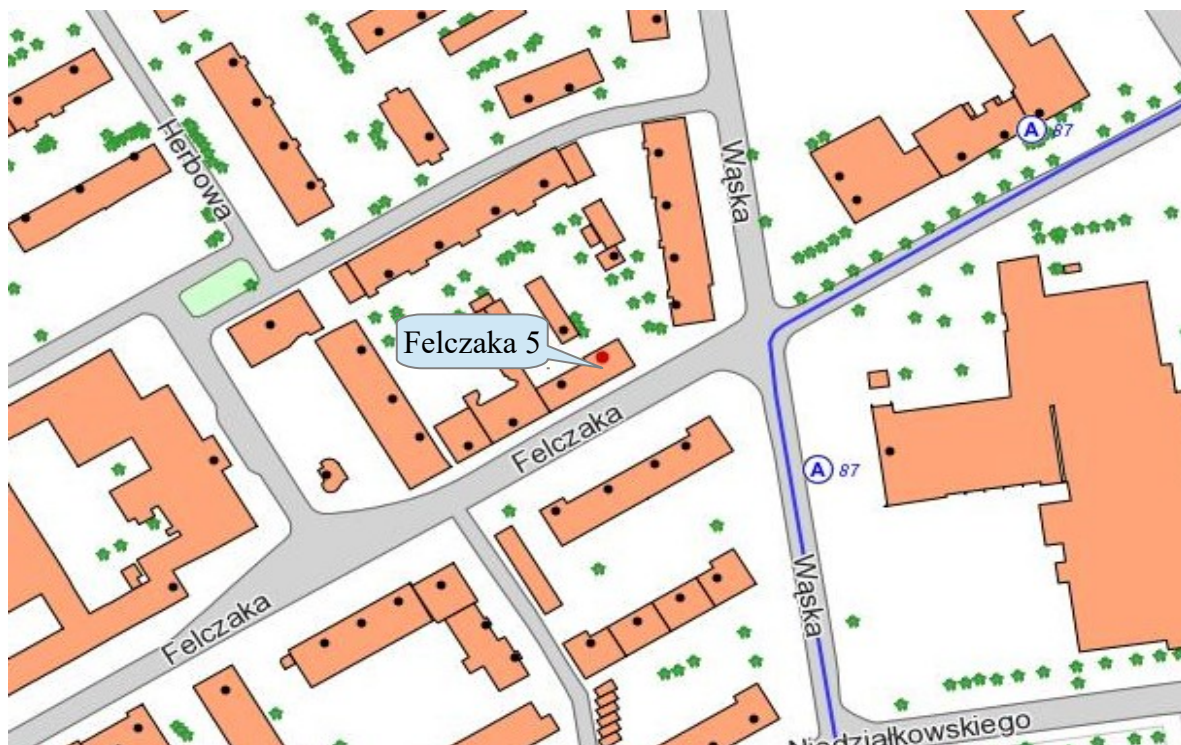 A 87
Herbowa
Wąska
Felczaka 5
Felczaka
A 87
Wąska
Felczaka
Niedziałkowskiego